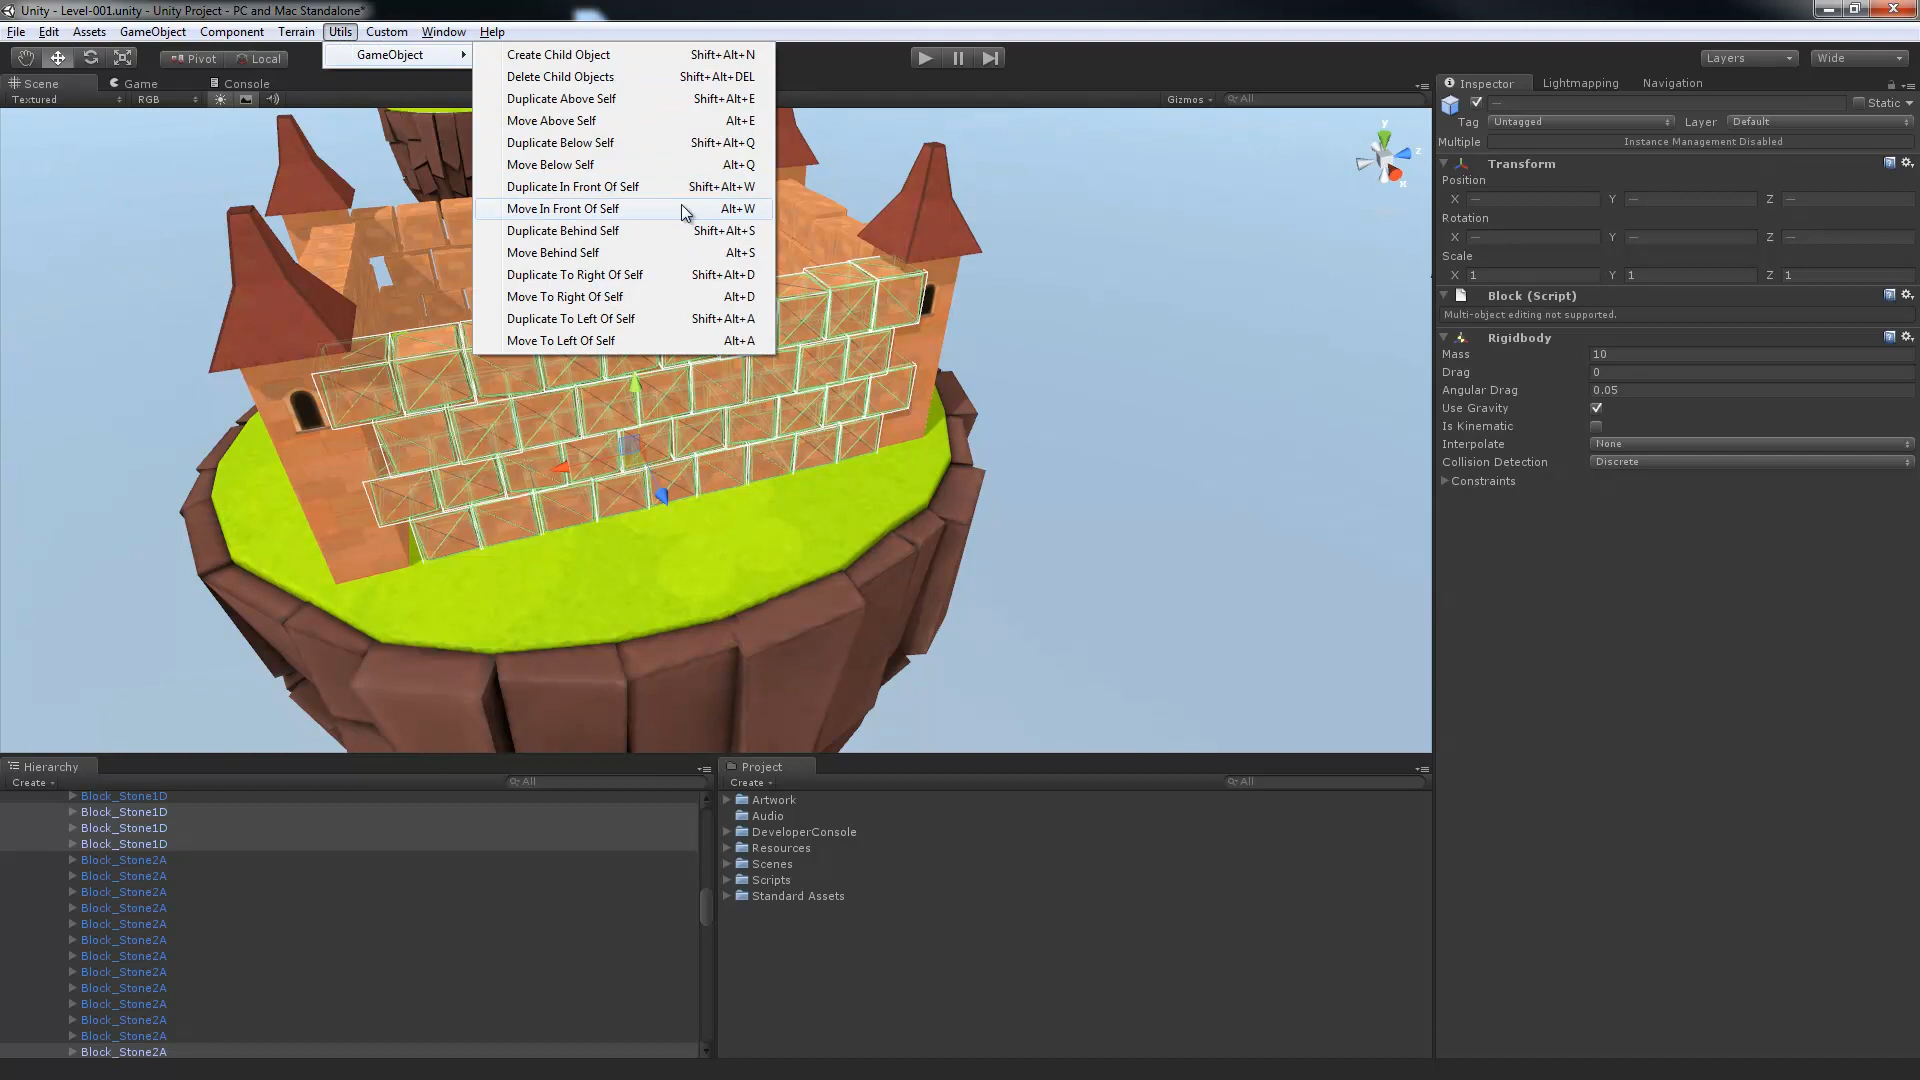 Unity - Level-001.unity - Unity Project - PC and Mac Standalone*
File Edit Assets GameObject Component Terrain Utils Custom Window Help
Pivot Local Layers Wide
GameObject
Create Child Object Shift+Alt+N
Delete Child Objects Shift+Alt+DEL
Duplicate Above Self Shift+Alt+E
Move Above Self Alt+E
Duplicate Below Self Shift+Alt+Q
Move Below Self Alt+Q
Duplicate In Front Of Self Shift+Alt+W
Move In Front Of Self Alt+W
Duplicate Behind Self Shift+Alt+S
Move Behind Self Alt+S
Duplicate To Right Of Self Shift+Alt+D
Move To Right Of Self Alt+D
Duplicate To Left Of Self Shift+Alt+A
Move To Left Of Self Alt+A
Scene Game Console
Textured RGB Gizmos All
y
z
x
Inspector Lightmapping Navigation
Static
Tag Untagged Layer Default
Multiple Instance Management Disabled
Transform
Position
X — Y — Z —
Rotation
X — Y — Z —
Scale
X 1 Y 1 Z 1
Block (Script)
Multi-object editing not supported.
Rigidbody
Mass 10
Drag 0
Angular Drag 0.05
Use Gravity
Is Kinematic
Interpolate None
Collision Detection Discrete
Constraints
Hierarchy
Create All
Block_Stone1D
Block_Stone1D
Block_Stone1D
Block_Stone1D
Block_Stone2A
Block_Stone2A
Block_Stone2A
Block_Stone2A
Block_Stone2A
Block_Stone2A
Block_Stone2A
Block_Stone2A
Block_Stone2A
Block_Stone2A
Block_Stone2A
Block_Stone2A
Block_Stone2A
Project
Create All
Artwork
Audio
DeveloperConsole
Resources
Scenes
Scripts
Standard Assets